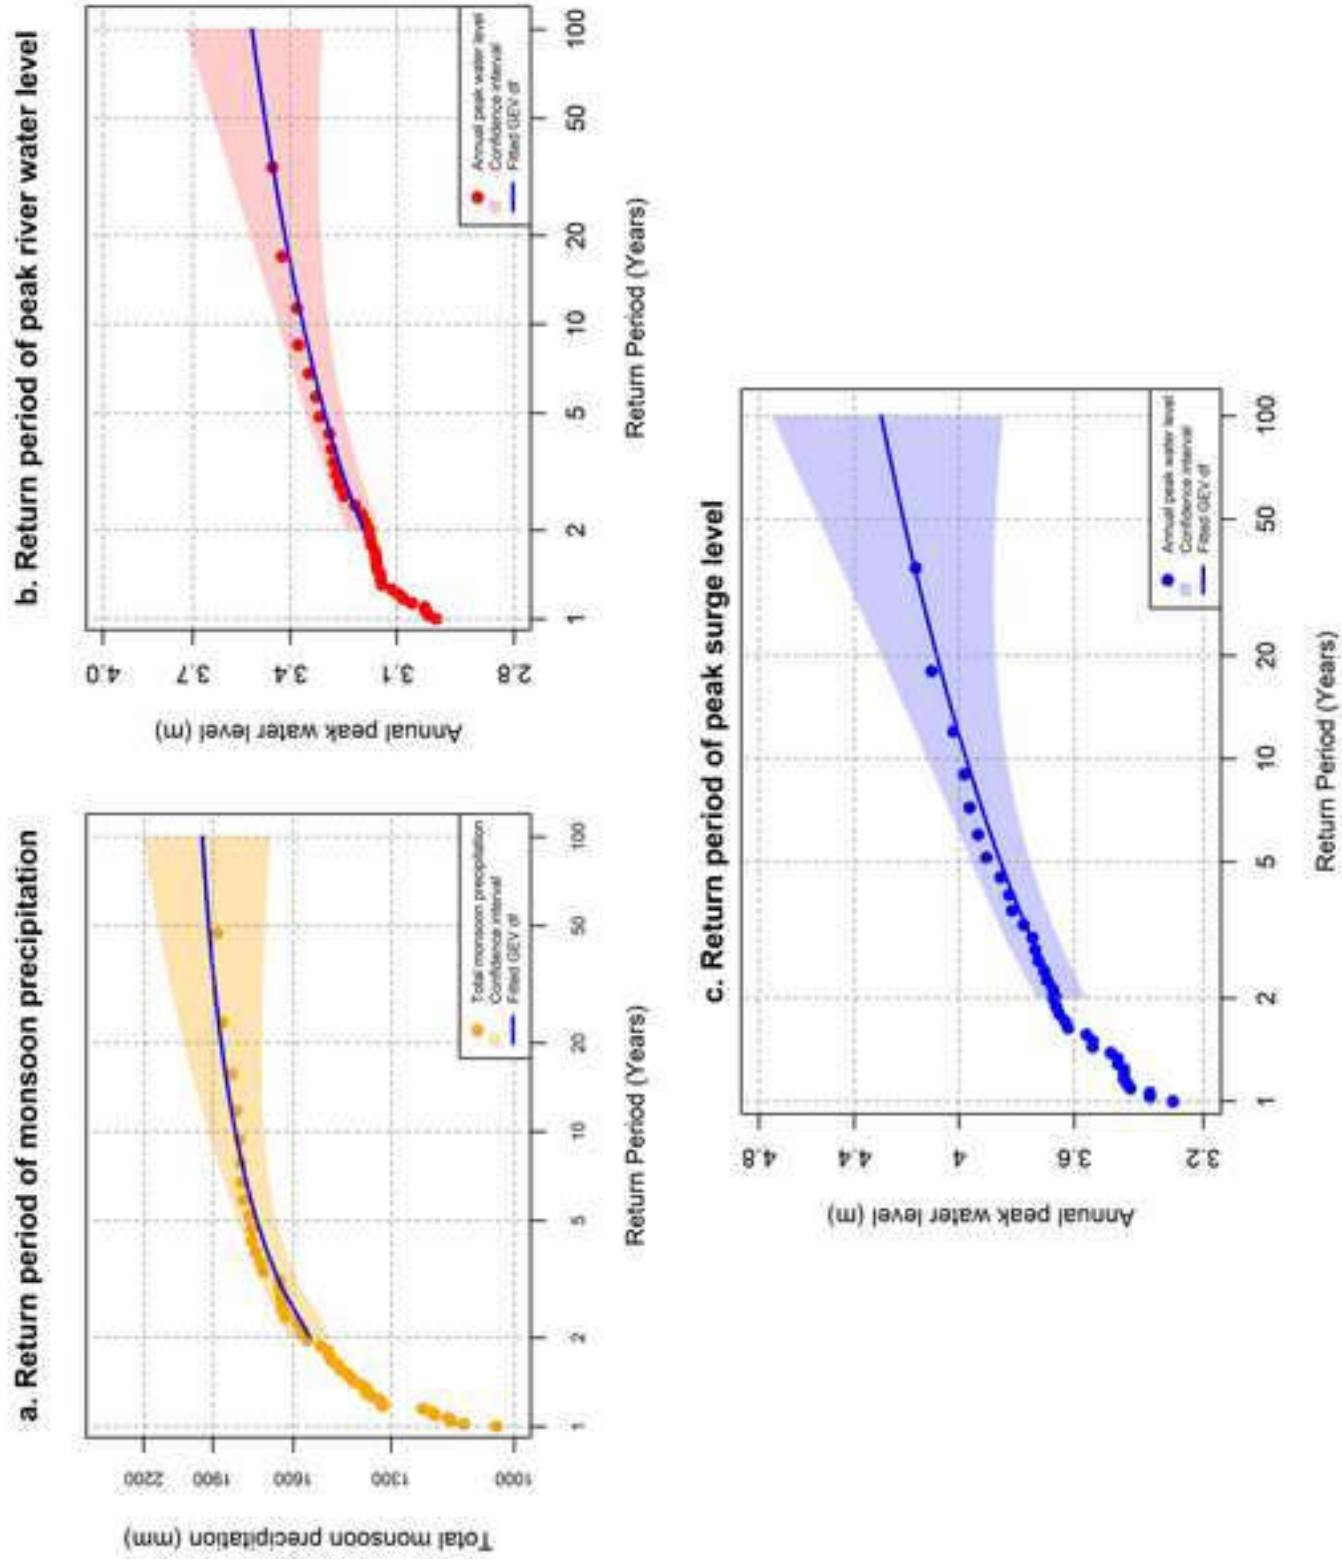 a. Return period of monsoon precipitation
Total monsoon precipitation (mm)
2200
1900
1600
1300
1000
1
2
5
10
20
50
100
Return Period (Years)
Total monsoon precipitation
Confidence interval
Fitted GEV df
b. Return period of peak river water level
Annual peak water level (m)
4.0
3.7
3.4
3.1
2.8
1
2
5
10
20
50
100
Return Period (Years)
Annual peak water level
Confidence interval
Fitted GEV df
c. Return period of peak surge level
Annual peak water level (m)
4.8
4.4
4
3.6
3.2
1
2
5
10
20
50
100
Return Period (Years)
Annual peak water level
Confidence interval
Fitted GEV df